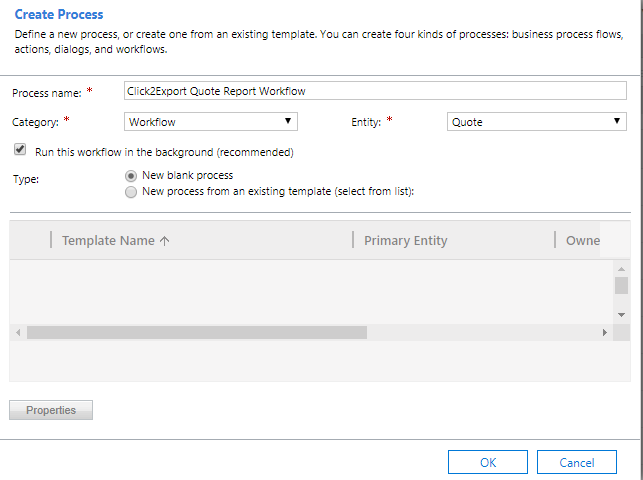 Create Process
Define a new process, or create one from an existing template. You can create four kinds of processes: business process flows,
actions, dialogs, and workflows.
Process name: * Click2Export Quote Report Workflow
Category: * Workflow Entity: * Quote
Run this workflow in the background (recommended)
Type: New blank process
New process from an existing template (select from list):
Template Name Primary Entity Owne
Properties
OK Cancel